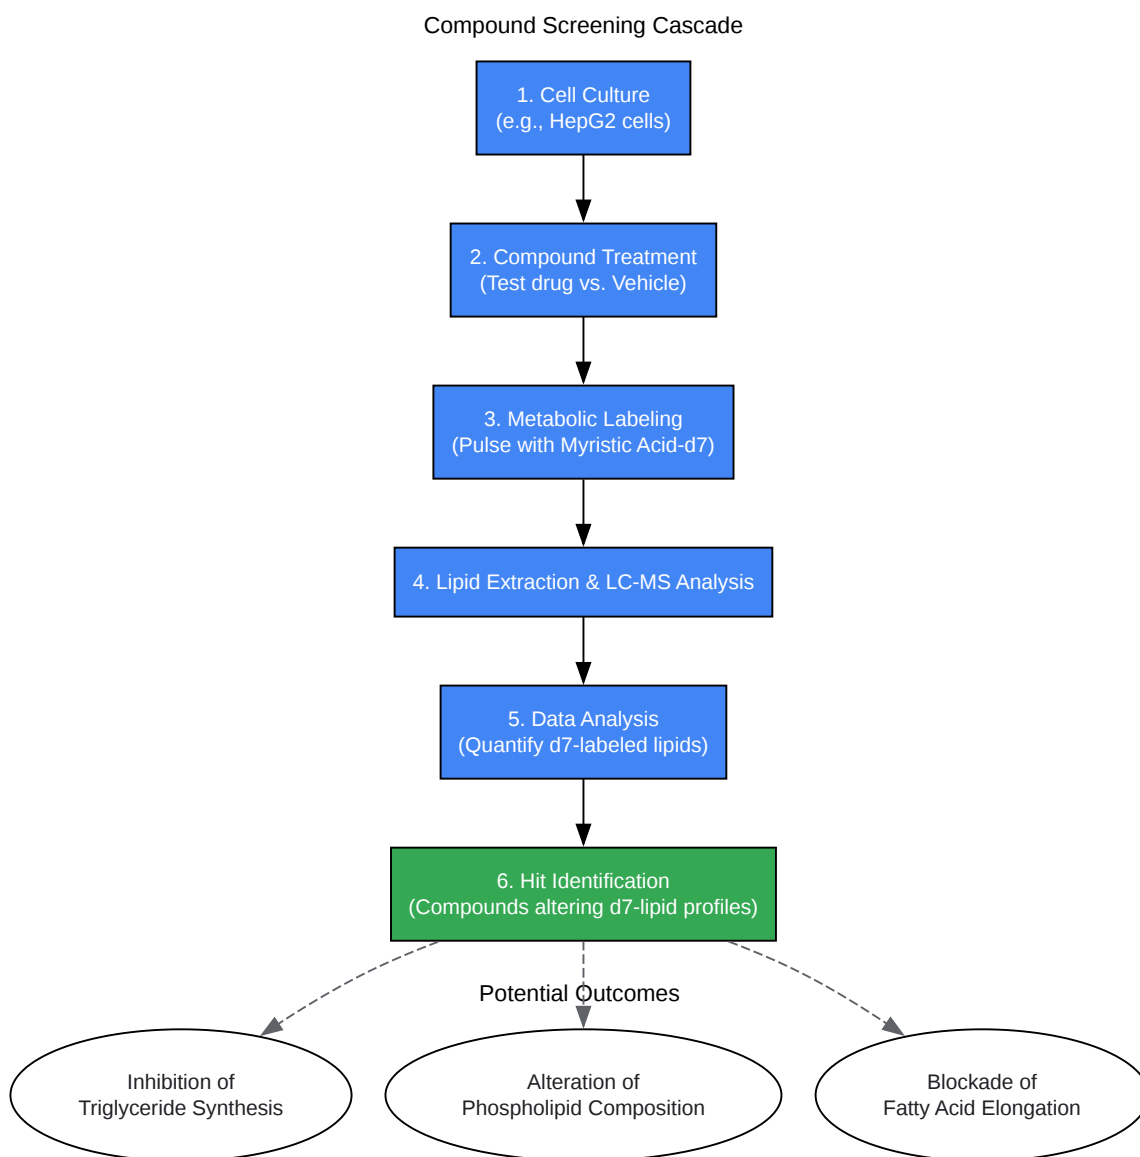 Compound Screening Cascade
1. Cell Culture
(e.g., HepG2 cells)
2. Compound Treatment
(Test drug vs. Vehicle)
3. Metabolic Labeling
(Pulse with Myristic Acid-d7)
4. Lipid Extraction & LC-MS Analysis
5. Data Analysis
(Quantify d7-labeled lipids)
6. Hit Identification
(Compounds altering d7-lipid profiles)
Potential Outcomes
Inhibition of
Triglyceride Synthesis
Alteration of
Phospholipid Composition
Blockade of
Fatty Acid Elongation